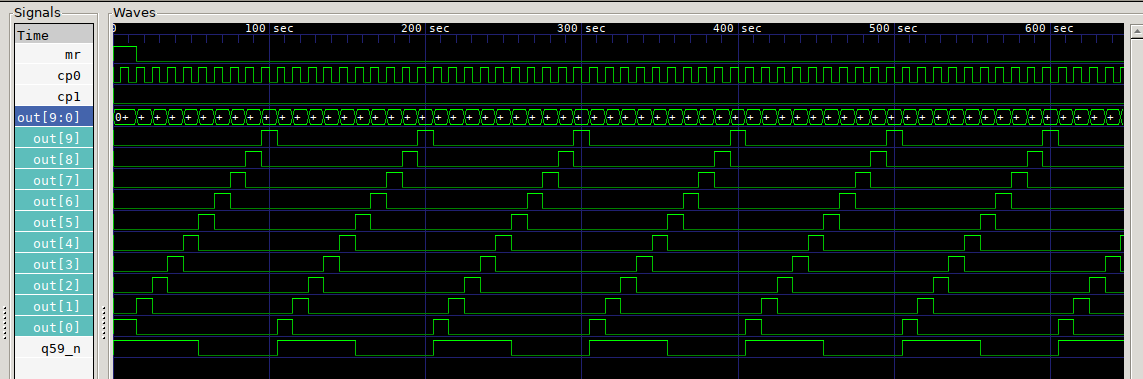 Signals
Waves
Time
0
100 sec
200 sec
300 sec
400 sec
500 sec
600 sec
mr
cp0
cp1
out[9:0]
0+ + + + + + + + + + + + + + + + + + + + + + + + + + + + + + + + + + + + + + + + + + + + + + + + + + + + + + + + + + + + + + +
out[9]
out[8]
out[7]
out[6]
out[5]
out[4]
out[3]
out[2]
out[1]
out[0]
q59_n